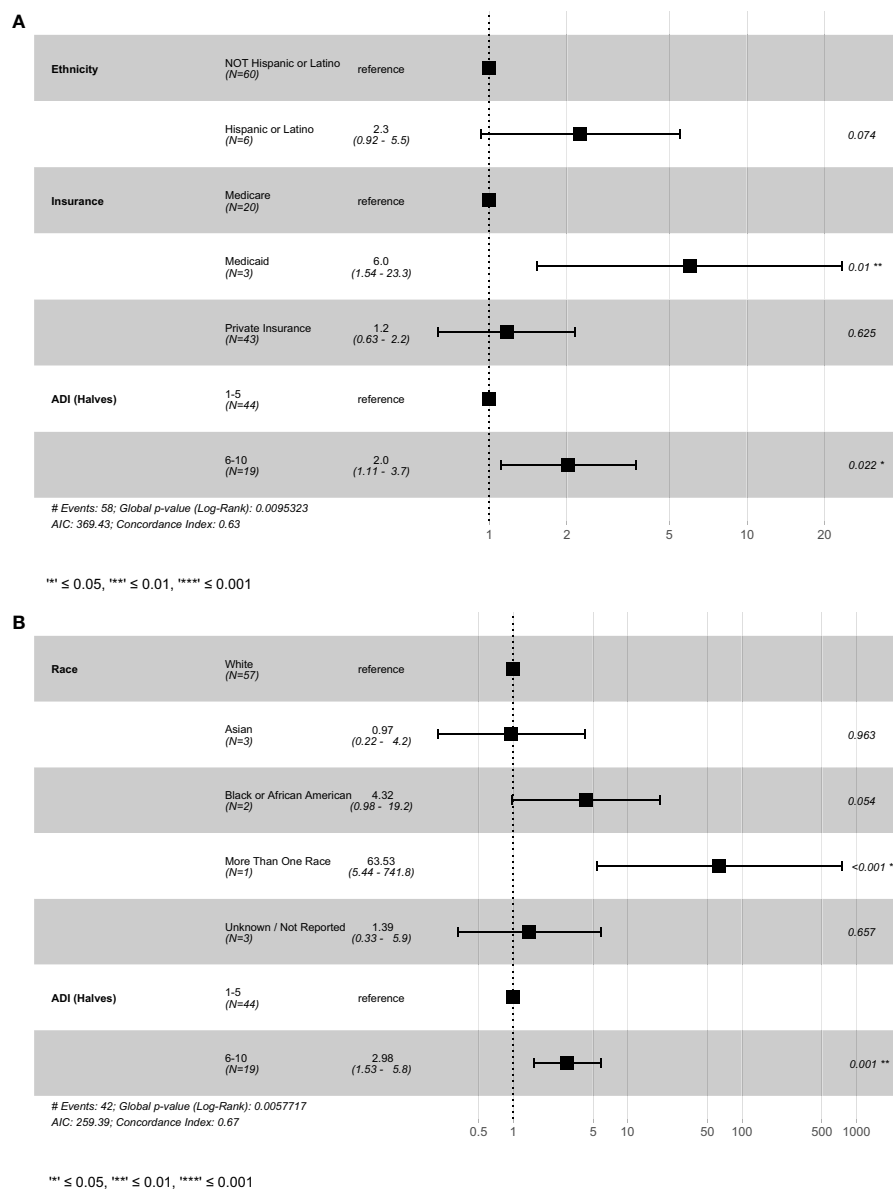 A
Ethnicity NOT Hispanic or Latino reference
(N=60)
Hispanic or Latino 2.3 0.074
(N=6) (0.92 - 5.5)
Insurance Medicare reference
(N=20)
Medicaid 6.0 0.01 **
(N=3) (1.54 - 23.3)
Private Insurance 1.2 0.625
(N=43) (0.63 - 2.2)
ADI (Halves) 1-5 reference
(N=44)
6-10 2.0 0.022 *
(N=19) (1.11 - 3.7)
# Events: 58; Global p-value (Log-Rank): 0.0095323
AIC: 369.43; Concordance Index: 0.63
1 2 5 10 20
'*' ≤ 0.05, '**' ≤ 0.01, '***' ≤ 0.001
B
Race White reference
(N=57)
Asian 0.97 0.963
(N=3) (0.22 - 4.2)
Black or African American 4.32 0.054
(N=2) (0.98 - 19.2)
More Than One Race 63.53 <0.001 *
(N=1) (5.44 - 741.8)
Unknown / Not Reported 1.39 0.657
(N=3) (0.33 - 5.9)
ADI (Halves) 1-5 reference
(N=44)
6-10 2.98 0.001 **
(N=19) (1.53 - 5.8)
# Events: 42; Global p-value (Log-Rank): 0.0057717
AIC: 259.39; Concordance Index: 0.67
0.5 1 5 10 50 100 500 1000
'*' ≤ 0.05, '**' ≤ 0.01, '***' ≤ 0.001